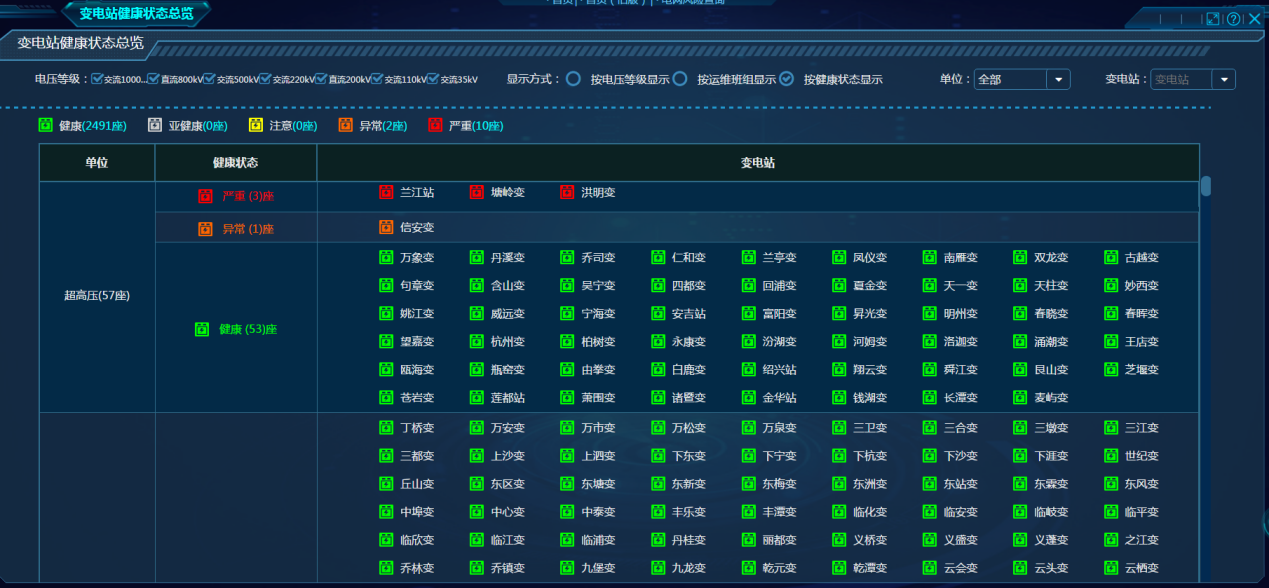 首页 | · 首页（旧版） | · 电网风险查询
变电站健康状态总览
变电站健康状态总览
电压等级： 交流1000... 直流800kV 交流500kV 交流220kV 直流200kV 交流110kV 交流35kV 显示方式： 按电压等级显示 按运维班组显示 按健康状态显示 单位： 全部 变电站： 变电站
健康(2491座) 亚健康(0座) 注意(0座) 异常(2座) 严重(10座)
单位 健康状态 变电站
严重 (3)座 兰江站 塘岭变 洪明变
异常 (1)座 信安变
超高压(57座)
健康 (53)座
万象变 丹溪变 乔司变 仁和变 兰亭变 凤仪变 南雁变 双龙变 古越变
句章变 含山变 吴宁变 四都变 回浦变 夏金变 天一变 天柱变 妙西变
姚江变 威远变 宁海变 安吉站 富阳变 昇光变 明州变 春晓变 春晖变
望嘉变 杭州变 柏树变 永康变 汾湖变 河姆变 洛迦变 涌潮变 王店变
瓯海变 瓶窑变 由拳变 白鹿变 绍兴站 翔云变 舜江变 艮山变 芝堰变
苍岩变 莲都站 萧围变 诸暨变 金华站 钱湖变 长潭变 麦屿变
丁桥变 万安变 万市变 万松变 万泉变 三卫变 三合变 三墩变 三江变
三都变 上沙变 上泗变 下东变 下宁变 下杭变 下沙变 下涯变 世纪变
丘山变 东区变 东塘变 东新变 东梅变 东洲变 东站变 东霖变 东风变
中埠变 中心变 中泰变 丰乐变 丰潭变 临化变 临安变 临岐变 临平变
临欣变 临江变 临浦变 丹桂变 丽都变 义桥变 义盛变 义蓬变 之江变
乔林变 乔镇变 九堡变 九龙变 乾元变 乾潭变 云会变 云头变 云栖变